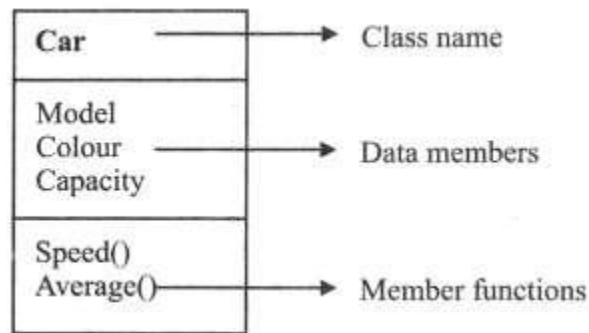 Car
Class name
Model
Colour
Capacity
Data members
Speed()
Average()
Member functions